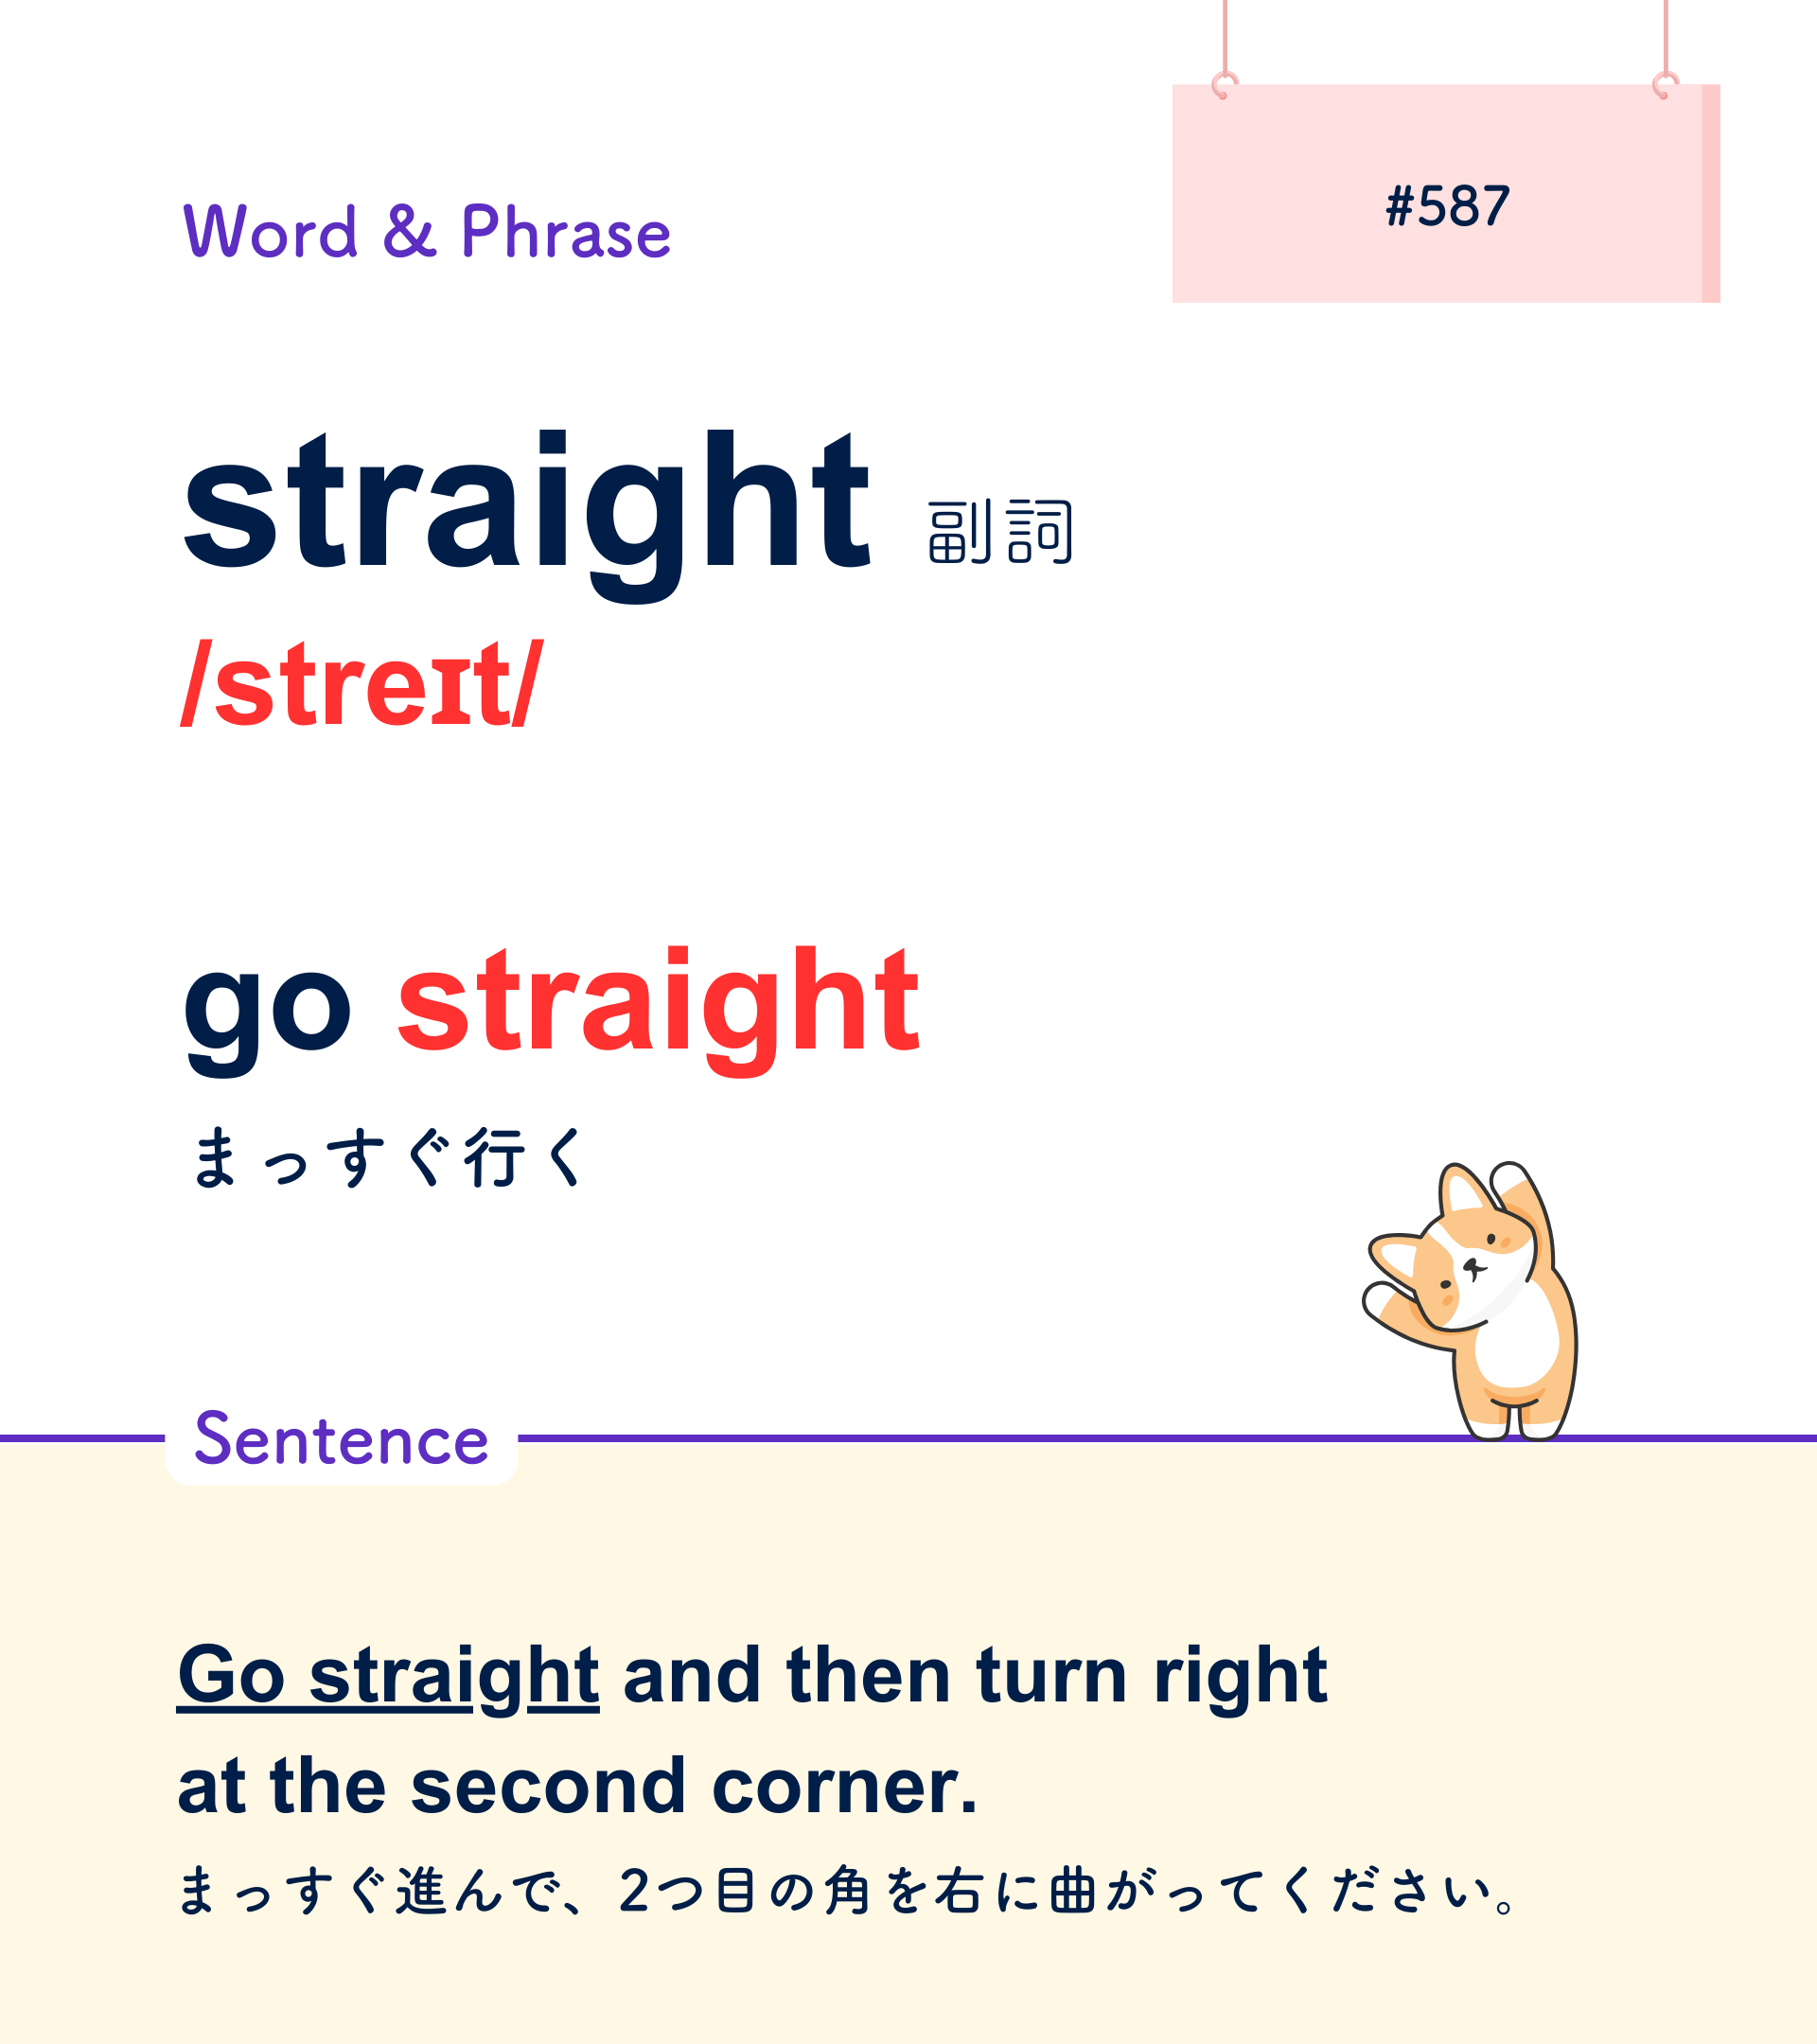 #587
Word & Phrase
straight 副詞
/streɪt/
go straight
まっすぐ行く
Sentence
Go straight and then turn right
at the second corner.
まっすぐ進んで、2つ目の角を右に曲がってください。